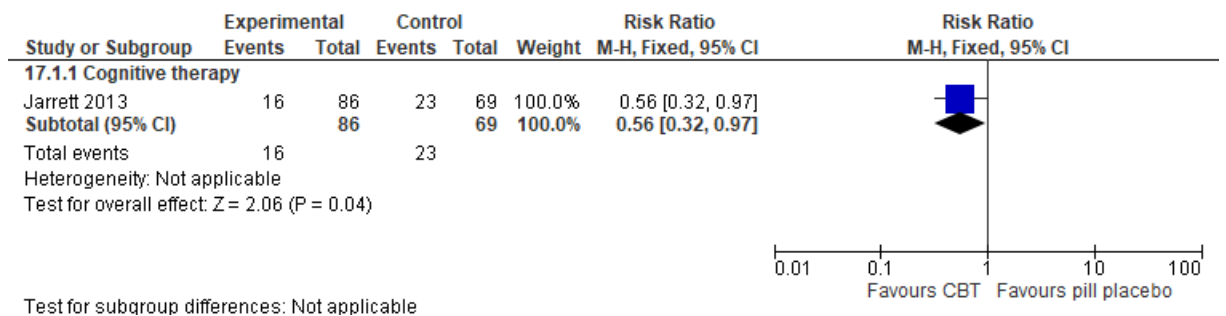 Experimental Control Risk Ratio Risk Ratio
Study or Subgroup Events Total Events Total Weight M-H, Fixed, 95% CI M-H, Fixed, 95% CI
17.1.1 Cognitive therapy
Jarrett 2013 16 86 23 69 100.0% 0.56 [0.32, 0.97]
Subtotal (95% CI) 86 69 100.0% 0.56 [0.32, 0.97]
Total events 16 23
Heterogeneity: Not applicable
Test for overall effect: Z = 2.06 (P = 0.04)
0.01 0.1 1 10 100
Favours CBT Favours pill placebo
Test for subgroup differences: Not applicable